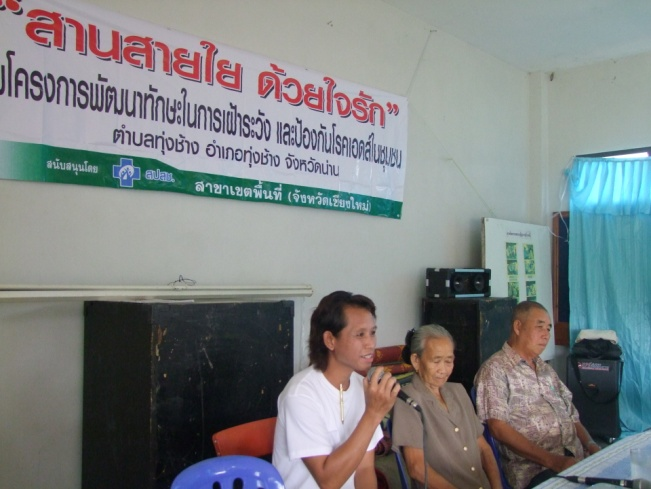 “สานสายใย ด้วยใจรัก”
โครงการพัฒนาทักษะในการเฝ้าระวัง และป้องกันโรคเอดส์ในชุมชน
ตำบลทุ่งช้าง อำเภอทุ่งช้าง จังหวัดน่าน
สนับสนุนโดย สปสช. สาขาเขตพื้นที่ (จังหวัดเชียงใหม่)